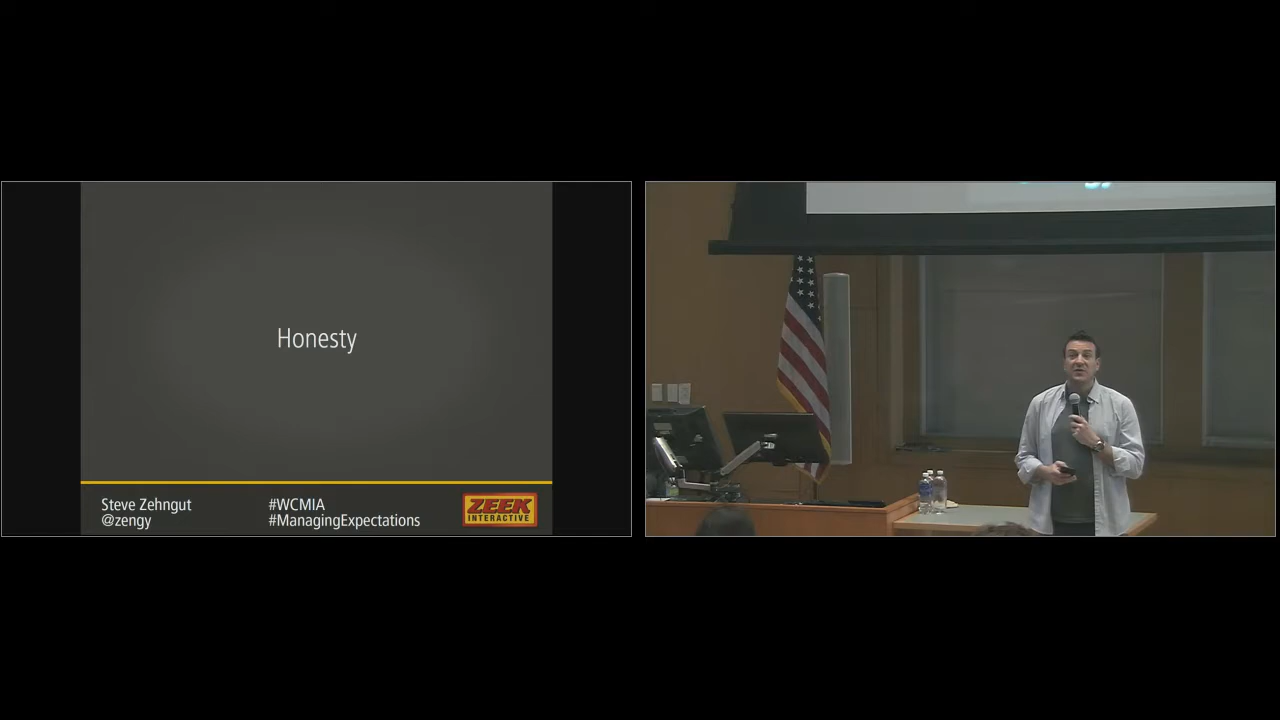 Honesty
Steve Zehngut
@zengy
#WCMIA
#ManagingExpectations
ZEEK
INTERACTIVE